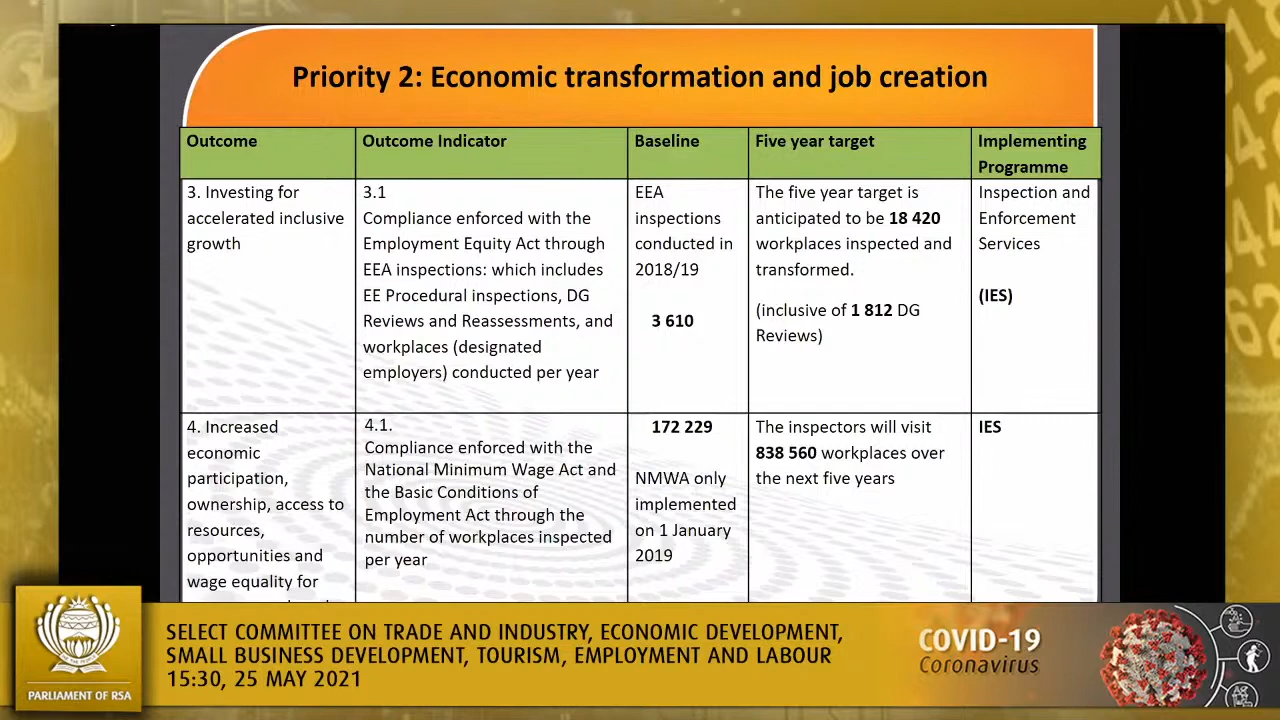 Priority 2: Economic transformation and job creation
Outcome
Outcome Indicator
Baseline
Five year target
Implementing
Programme
3. Investing for
accelerated inclusive
growth
3.1
Compliance enforced with the
Employment Equity Act through
EEA inspections: which includes
EE Procedural inspections, DG
Reviews and Reassessments, and
workplaces (designated
employers) conducted per year
EEA
inspections
conducted in
2018/19
3 610
The five year target is
anticipated to be 18 420
workplaces inspected and
transformed.
(inclusive of 1 812 DG
Reviews)
Inspection and
Enforcement
Services
(IES)
4. Increased
economic
participation,
ownership, access to
resources,
opportunities and
wage equality for
4.1.
Compliance enforced with the
National Minimum Wage Act and
the Basic Conditions of
Employment Act through the
number of workplaces inspected
per year
172 229
NMWA only
implemented
on 1 January
2019
The inspectors will visit
838 560 workplaces over
the next five years
IES
PARLIAMENT OF RSA
SELECT COMMITTEE ON TRADE AND INDUSTRY, ECONOMIC DEVELOPMENT,
SMALL BUSINESS DEVELOPMENT, TOURISM, EMPLOYMENT AND LABOUR
15:30, 25 MAY 2021
COVID-19
Coronavirus